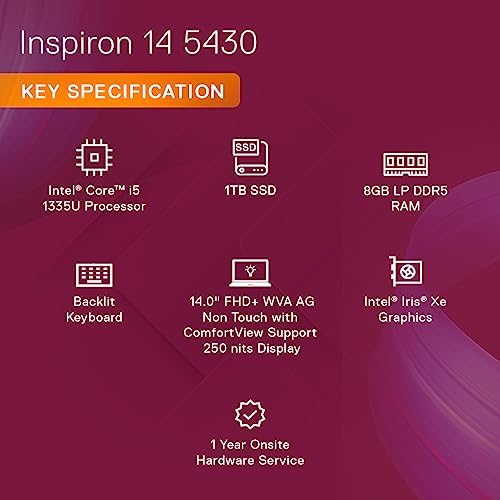 Inspiron 14 5430
KEY SPECIFICATION
SSD
Intel® Core™ i5
1335U Processor
1TB SSD
8GB LP DDR5
RAM
Backlit
Keyboard
14.0" FHD+ WVA AG
Non Touch with
ComfortView Support
250 nits Display
Intel® Iris® Xe
Graphics
1 Year Onsite
Hardware Service